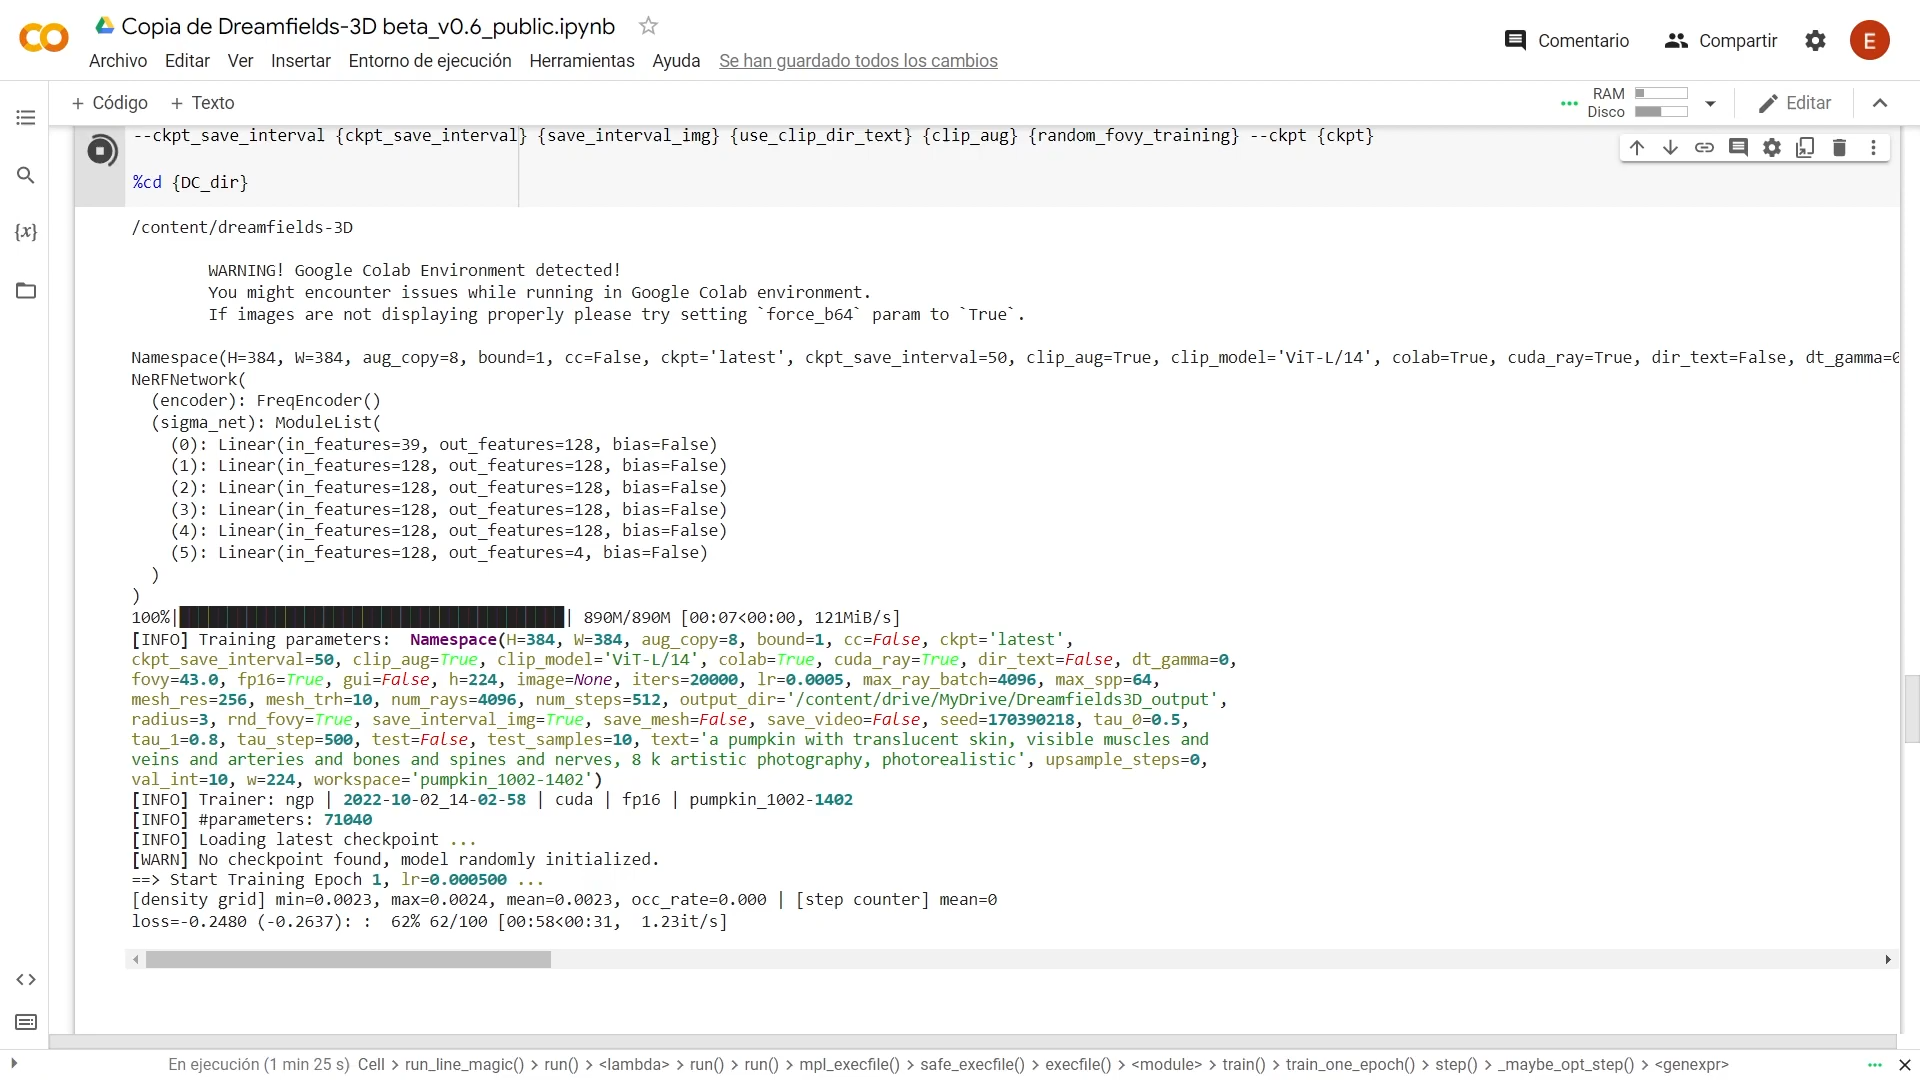 Copia de Dreamfields-3D beta_v0.6_public.ipynb
Comentario
Compartir
E
Archivo Editar Ver Insertar Entorno de ejecución Herramientas Ayuda Se han guardado todos los cambios
+ Código + Texto
RAM
Disco
Editar
--ckpt_save_interval {ckpt_save_interval} {save_interval_img} {use_clip_dir_text} {clip_aug} {random_fovy_training} --ckpt {ckpt}
%cd {DC_dir}
/content/dreamfields-3D
WARNING! Google Colab Environment detected!
You might encounter issues while running in Google Colab environment.
If images are not displaying properly please try setting `force_b64` param to `True`.
Namespace(H=384, W=384, aug_copy=8, bound=1, cc=False, ckpt='latest', ckpt_save_interval=50, clip_aug=True, clip_model='ViT-L/14', colab=True, cuda_ray=True, dir_text=False, dt_gamma=0
NeRFNetwork(
(encoder): FreqEncoder()
(sigma_net): ModuleList(
(0): Linear(in_features=39, out_features=128, bias=False)
(1): Linear(in_features=128, out_features=128, bias=False)
(2): Linear(in_features=128, out_features=128, bias=False)
(3): Linear(in_features=128, out_features=128, bias=False)
(4): Linear(in_features=128, out_features=128, bias=False)
(5): Linear(in_features=128, out_features=4, bias=False)
)
)
100%| | 890M/890M [00:07<00:00, 121MiB/s]
[INFO] Training parameters: Namespace(H=384, W=384, aug_copy=8, bound=1, cc=False, ckpt='latest',
ckpt_save_interval=50, clip_aug=True, clip_model='ViT-L/14', colab=True, cuda_ray=True, dir_text=False, dt_gamma=0,
fovy=43.0, fp16=True, gui=False, h=224, image=None, iters=20000, lr=0.0005, max_ray_batch=4096, max_spp=64,
mesh_res=256, mesh_trh=10, num_rays=4096, num_steps=512, output_dir='/content/drive/MyDrive/Dreamfields3D_output',
radius=3, rnd_fovy=True, save_interval_img=True, save_mesh=False, save_video=False, seed=170390218, tau_0=0.5,
tau_1=0.8, tau_step=500, test=False, test_samples=10, text='a pumpkin with translucent skin, visible muscles and
veins and arteries and bones and spines and nerves, 8 k artistic photography, photorealistic', upsample_steps=0,
val_int=10, w=224, workspace='pumpkin_1002-1402')
[INFO] Trainer: ngp | 2022-10-02_14-02-58 | cuda | fp16 | pumpkin_1002-1402
[INFO] #parameters: 71040
[INFO] Loading latest checkpoint ...
[WARN] No checkpoint found, model randomly initialized.
==> Start Training Epoch 1, lr=0.000500 ...
[density grid] min=0.0023, max=0.0024, mean=0.0023, occ_rate=0.000 | [step counter] mean=0
loss=-0.2480 (-0.2637): : 62% 62/100 [00:58<00:31, 1.23it/s]
En ejecución (1 min 25 s) Cell > run_line_magic() > run() > <lambda> > run() > run() > mpl_execfile() > safe_execfile() > execfile() > <module> > train() > train_one_epoch() > step() > _maybe_opt_step() > <genexpr>